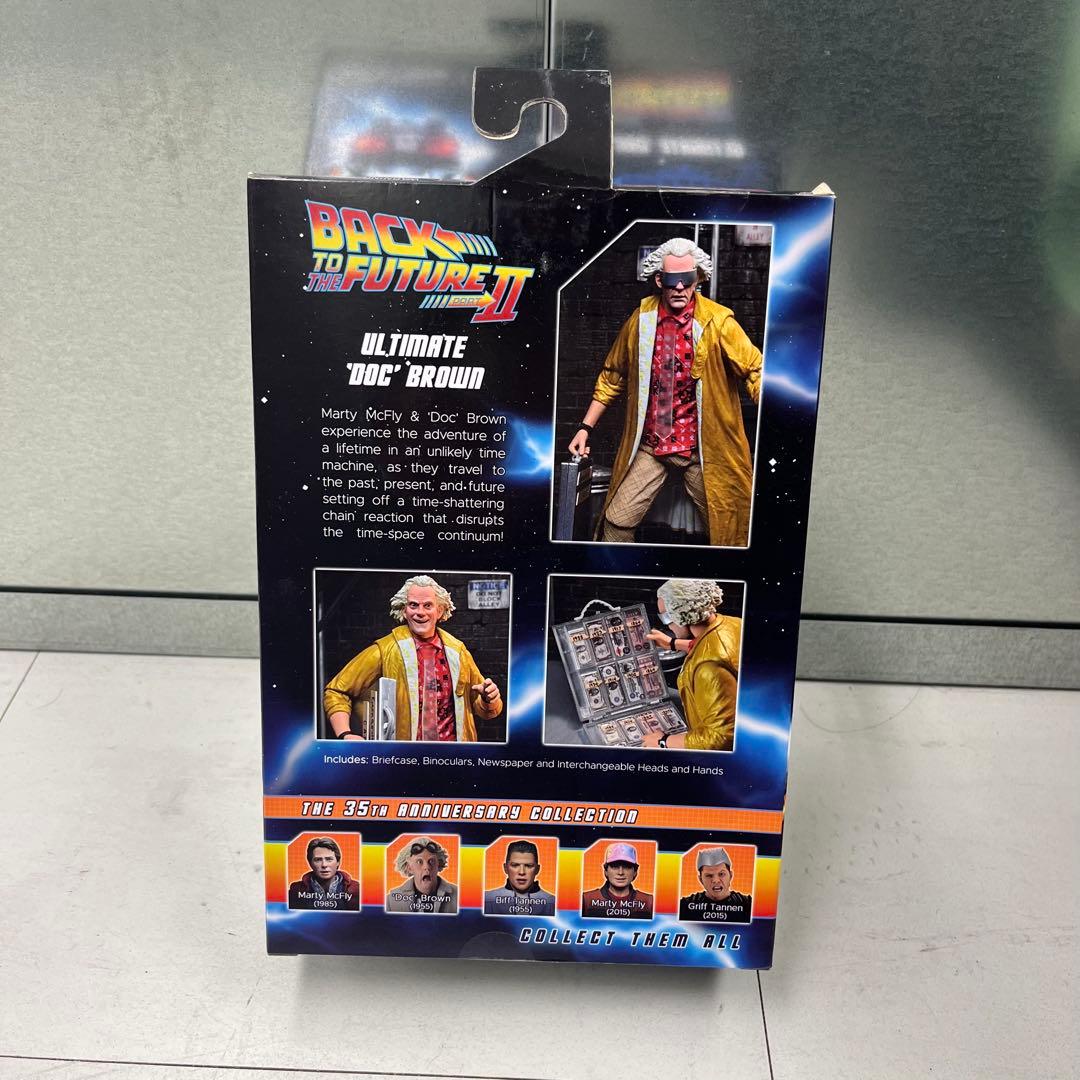 BACK
TO THE FUTURE
PART II
ULTIMATE
'DOC' BROWN
Marty McFly & 'Doc' Brown
experience the adventure of
a lifetime in an unlikely time
machine, as they travel to
the past, present, and future
setting off a time-shattering
chain reaction that disrupts
the time-space continuum!
ALLEY
NOTICE
DO NOT
BLOCK
ALLEY
Includes: Briefcase, Binoculars, Newspaper and Interchangeable Heads and Hands
THE 35TH ANNIVERSARY COLLECTION
Marty McFly
(1985)
'Doc' Brown
(1955)
Biff Tannen
(1955)
Marty McFly
(2015)
Griff Tannen
(2015)
COLLECT THEM ALL